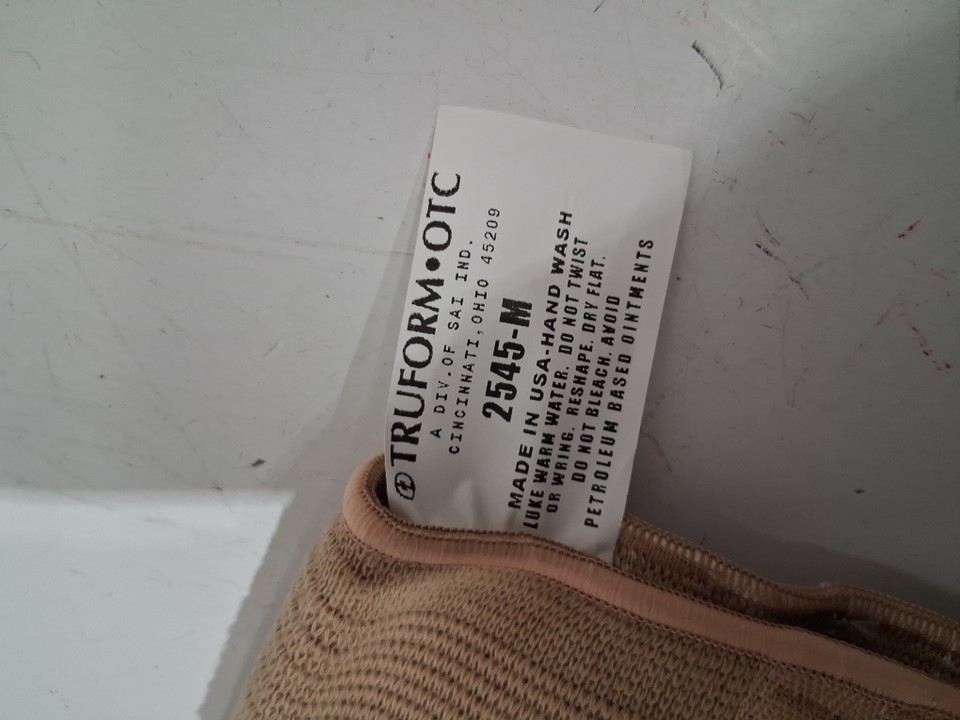 TRUFORM•OTC
A DIV.OF SAI IND.
CINCINNATI,OHIO 45209
2545-M
MADE IN USA-HAND WASH
LUKE WARM WATER. DO NOT TWIST
OR WRING. RESHAPE. DRY FLAT.
DO NOT BLEACH. AVOID
PETROLEUM BASED OINTMENTS